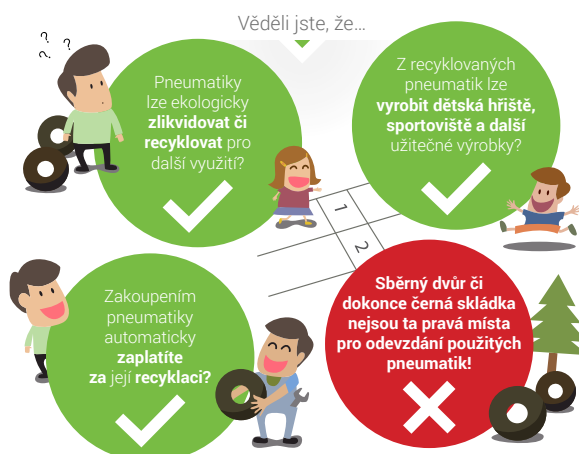 Věděli jste, že…
Pneumatiky
lze ekologicky
zlikvidovat či
recyklovat pro
další využití?
Z recyklovaných
pneumatik lze
vyrobit dětská hřiště,
sportoviště a další
užitečné výrobky?
? ? ?
1
2
Zakoupením
pneumatiky
automaticky
zaplatíte
za její recyklaci?
Sběrný dvůr či
dokonce černá skládka
nejsou ta pravá místa
pro odevzdání použitých
pneumatik!